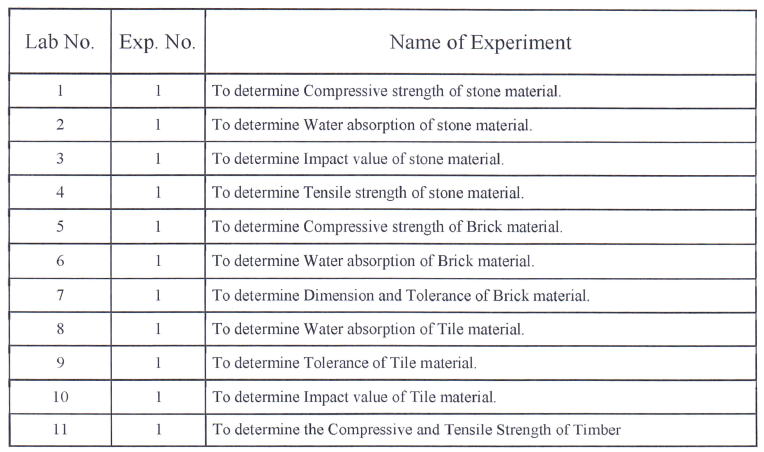 Lab No. Exp. No. Name of Experiment
1 1 To determine Compressive strength of stone material.
2 1 To determine Water absorption of stone material.
3 1 To determine Impact value of stone material.
4 1 To determine Tensile strength of stone material.
5 1 To determine Compressive strength of Brick material.
6 1 To determine Water absorption of Brick material.
7 1 To determine Dimension and Tolerance of Brick material.
8 1 To determine Water absorption of Tile material.
9 1 To determine Tolerance of Tile material.
10 1 To determine Impact value of Tile material.
11 1 To determine the Compressive and Tensile Strength of Timber